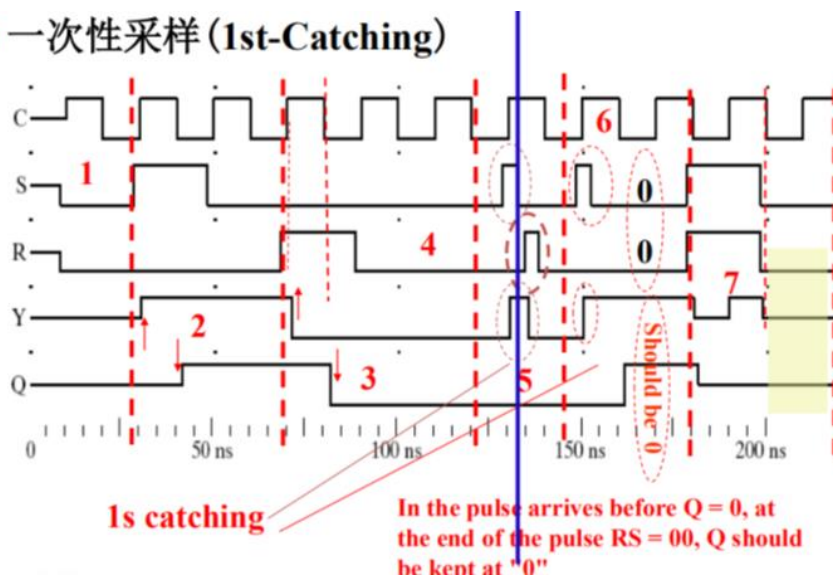 一次性采样(1st-Catching)
C
6
1
S
0
R
4
0
7
Y
2
Should be 0
Q
3
5
0
50 ns
100 ns
150 ns
200 ns
1s catching
In the pulse arrives before Q = 0, at
the end of the pulse RS = 00, Q should
be kept at "0"